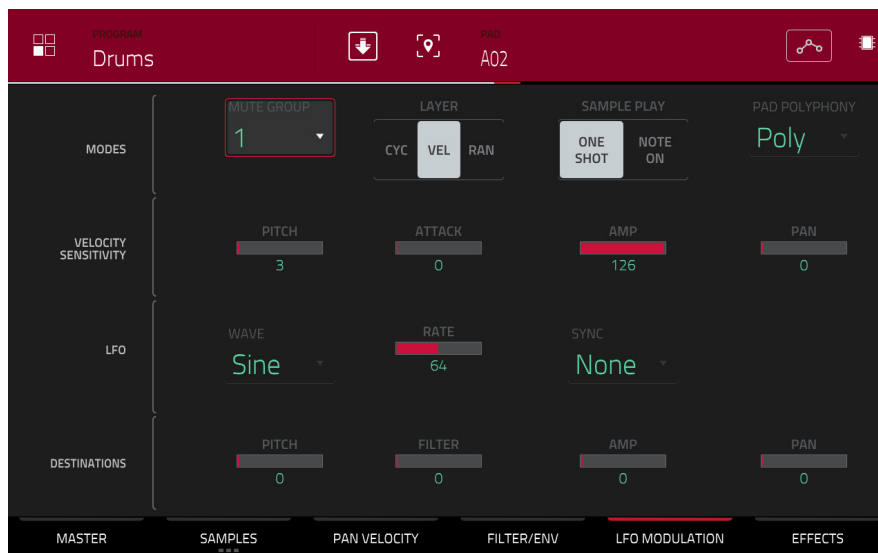 PROGRAM
Drums
PAD
A02
MODES
MUTE GROUP
1
LAYER
CYC VEL RAN
SAMPLE PLAY
ONE SHOT
NOTE ON
PAD POLYPHONY
Poly
VELOCITY
SENSITIVITY
PITCH
3
ATTACK
0
AMP
126
PAN
0
LFO
WAVE
Sine
RATE
64
SYNC
None
DESTINATIONS
PITCH
0
FILTER
0
AMP
0
PAN
0
MASTER SAMPLES PAN VELOCITY FILTER/ENV LFO MODULATION EFFECTS